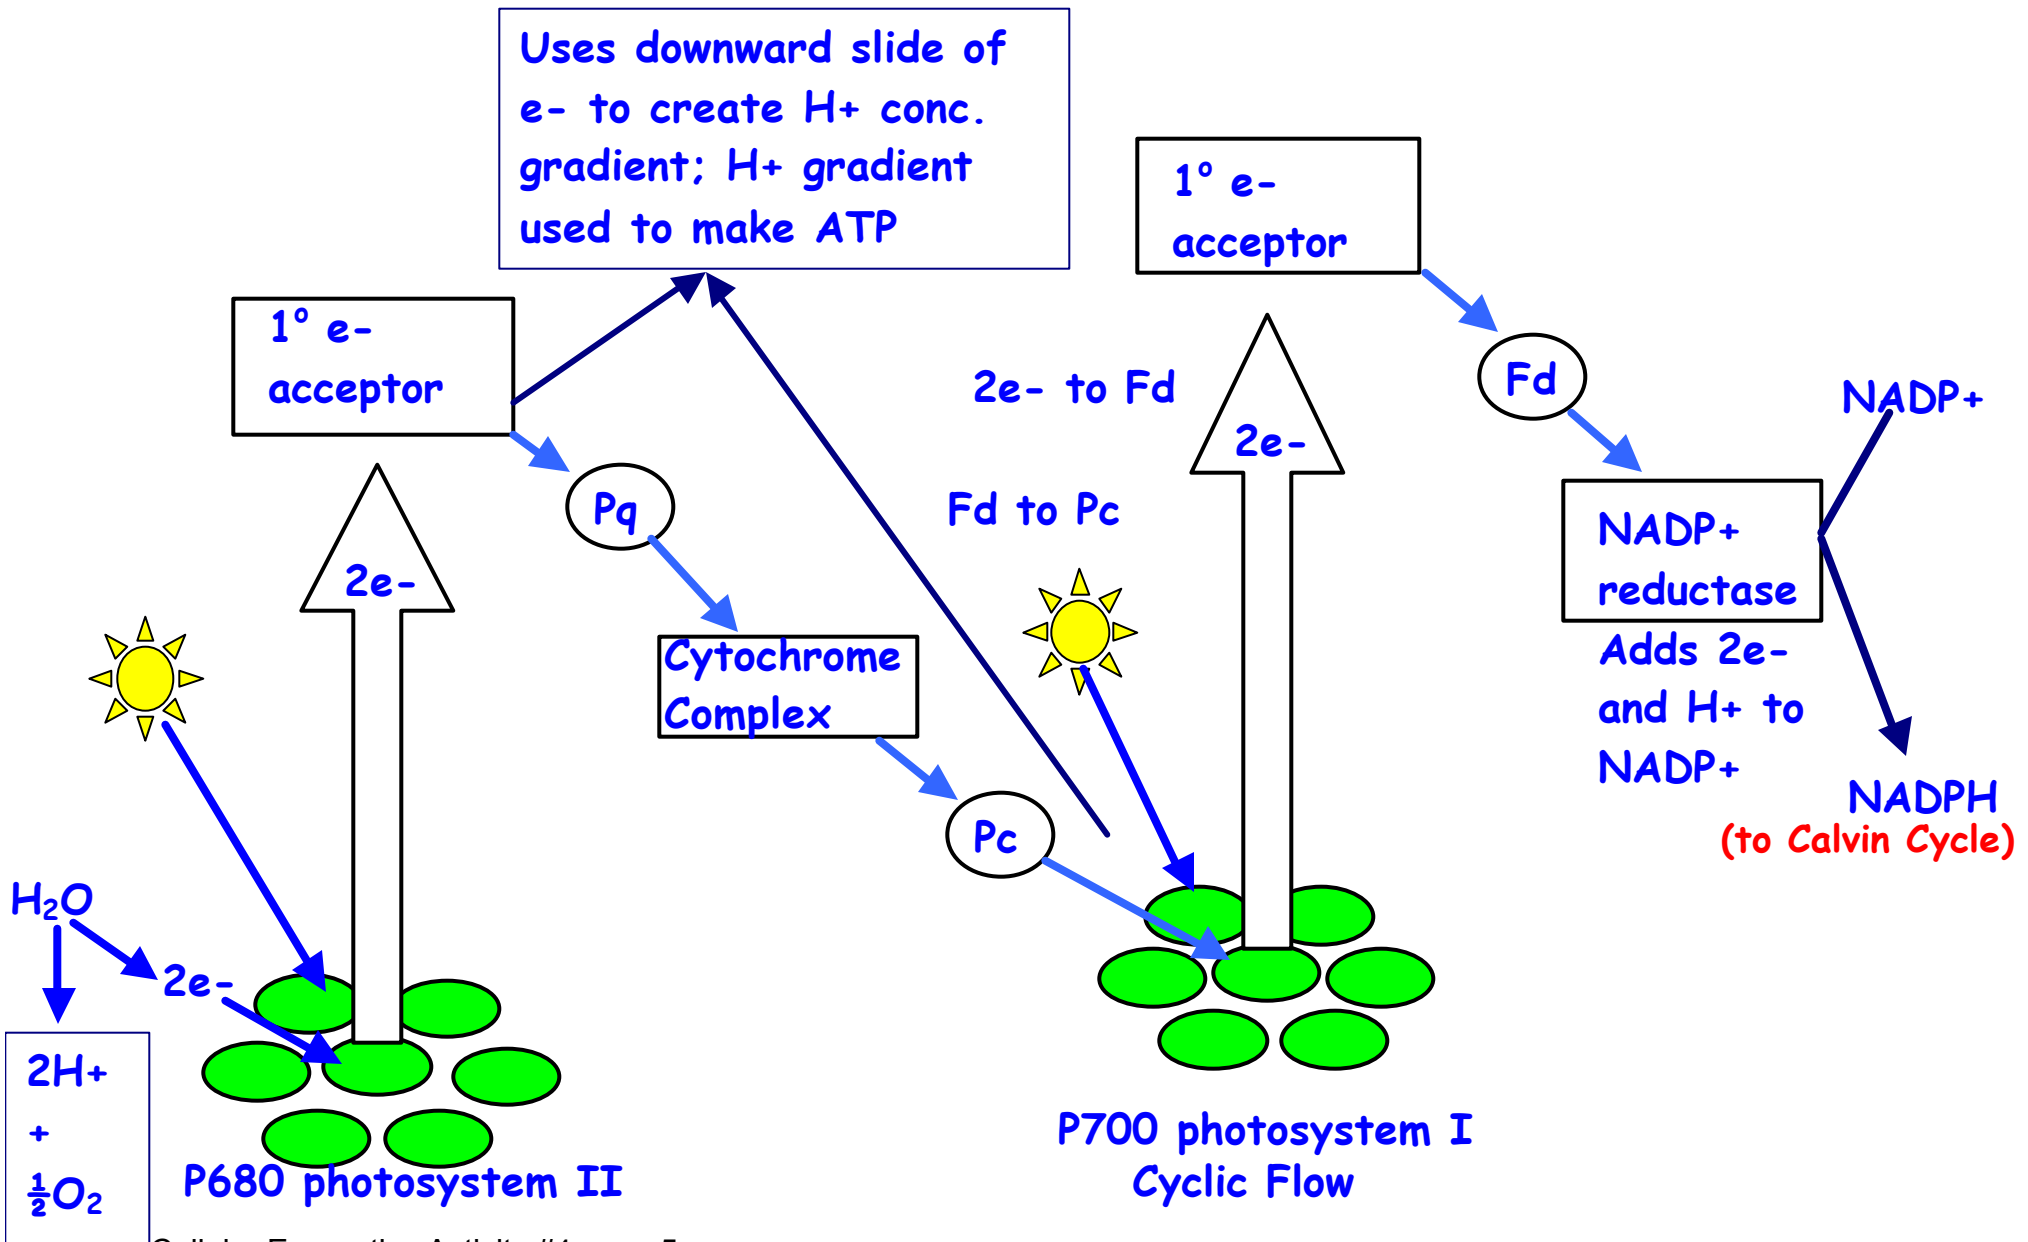 Uses downward slide of
e- to create H+ conc.
gradient; H+ gradient
used to make ATP
1° e-
acceptor
1° e-
acceptor
2e- to Fd
Fd
NADP+
2e-
Pq
Fd to Pc
2e-
NADP+
reductase
Adds 2e-
and H+ to
NADP+
Cytochrome
Complex
NADPH
(to Calvin Cycle)
Pc
H₂O
2e-
2H+
+
½O₂
P680 photosystem II
P700 photosystem I
Cyclic Flow